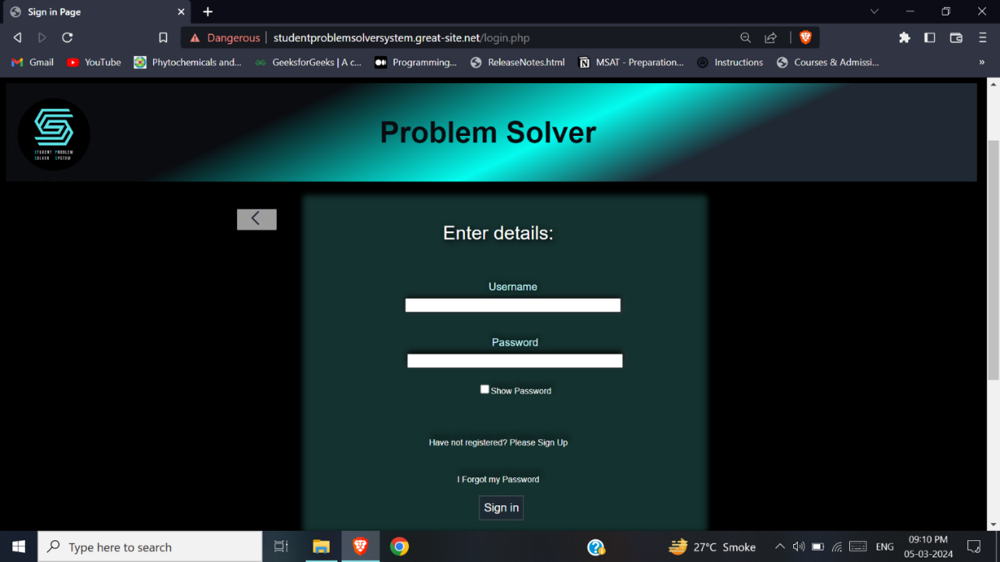 Sign in Page
Dangerous studentproblemsolversystem.great-site.net/login.php
Gmail YouTube Phytochemicals and... GeeksforGeeks | A c... Programming... ReleaseNotes.html MSAT - Preparation... Instructions Courses & Admissi... »
STUDENT PROBLEM
SOLVER SYSTEM
Problem Solver
Enter details:
Username
Password
Show Password
Have not registered? Please Sign Up
I Forgot my Password
Sign in
Type here to search
27°C Smoke
ENG
09:10 PM
05-03-2024